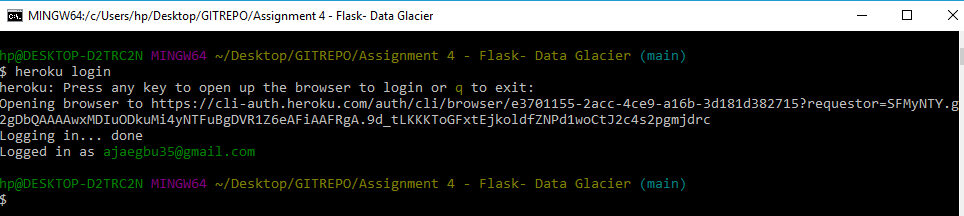 MINGW64:/c/Users/hp/Desktop/GITREPO/Assignment 4 - Flask- Data Glacier
hp@DESKTOP-D2TRC2N MINGW64 ~/Desktop/GITREPO/Assignment 4 - Flask- Data Glacier (main)
$ heroku login
heroku: Press any key to open up the browser to login or q to exit:
Opening browser to https://cli-auth.heroku.com/auth/cli/browser/e3701155-2acc-4ce9-a16b-3d181d382715?requestor=SFMyNTY.g
2gDbQAAAAwxMDIuODkuMi4yNTFuBgDVR1Z6eAFiAAFRgA.9d_tLKKKToGFxtEjkoldfZNPd1woCtJ2c4s2pgmjdrc
Logging in... done
Logged in as ajaegbu35@gmail.com
hp@DESKTOP-D2TRC2N MINGW64 ~/Desktop/GITREPO/Assignment 4 - Flask- Data Glacier (main)
$